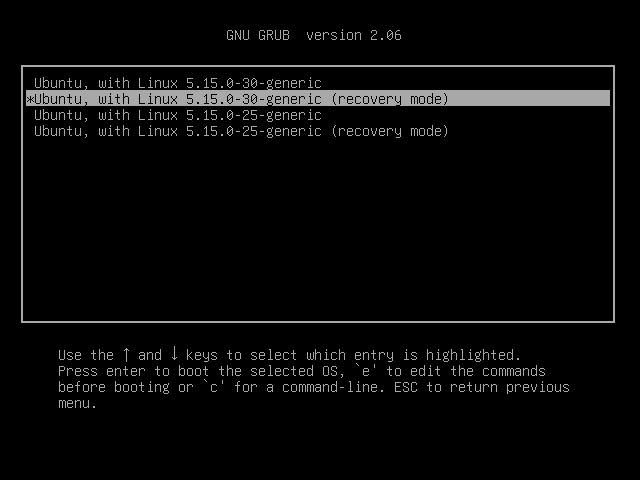 GNU GRUB  version 2.06
Ubuntu, with Linux 5.15.0-30-generic
*Ubuntu, with Linux 5.15.0-30-generic (recovery mode)
Ubuntu, with Linux 5.15.0-25-generic
Ubuntu, with Linux 5.15.0-25-generic (recovery mode)
Use the ↑ and ↓ keys to select which entry is highlighted.
Press enter to boot the selected OS, `e' to edit the commands
before booting or `c' for a command-line. ESC to return previous
menu.